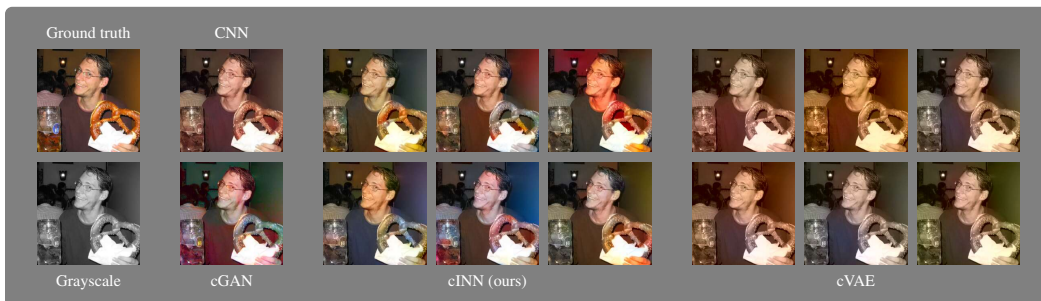 Ground truth
CNN
Grayscale
cGAN
cINN (ours)
cVAE